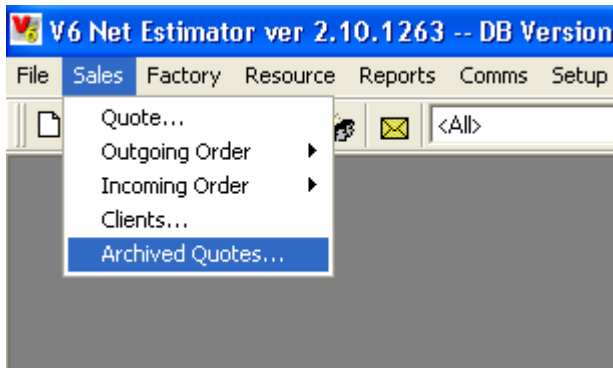 V6 Net Estimator ver 2.10.1263 -- DB Version
File Sales Factory Resource Reports Comms Setup
<All>
Quote...
Outgoing Order
Incoming Order
Clients...
Archived Quotes...